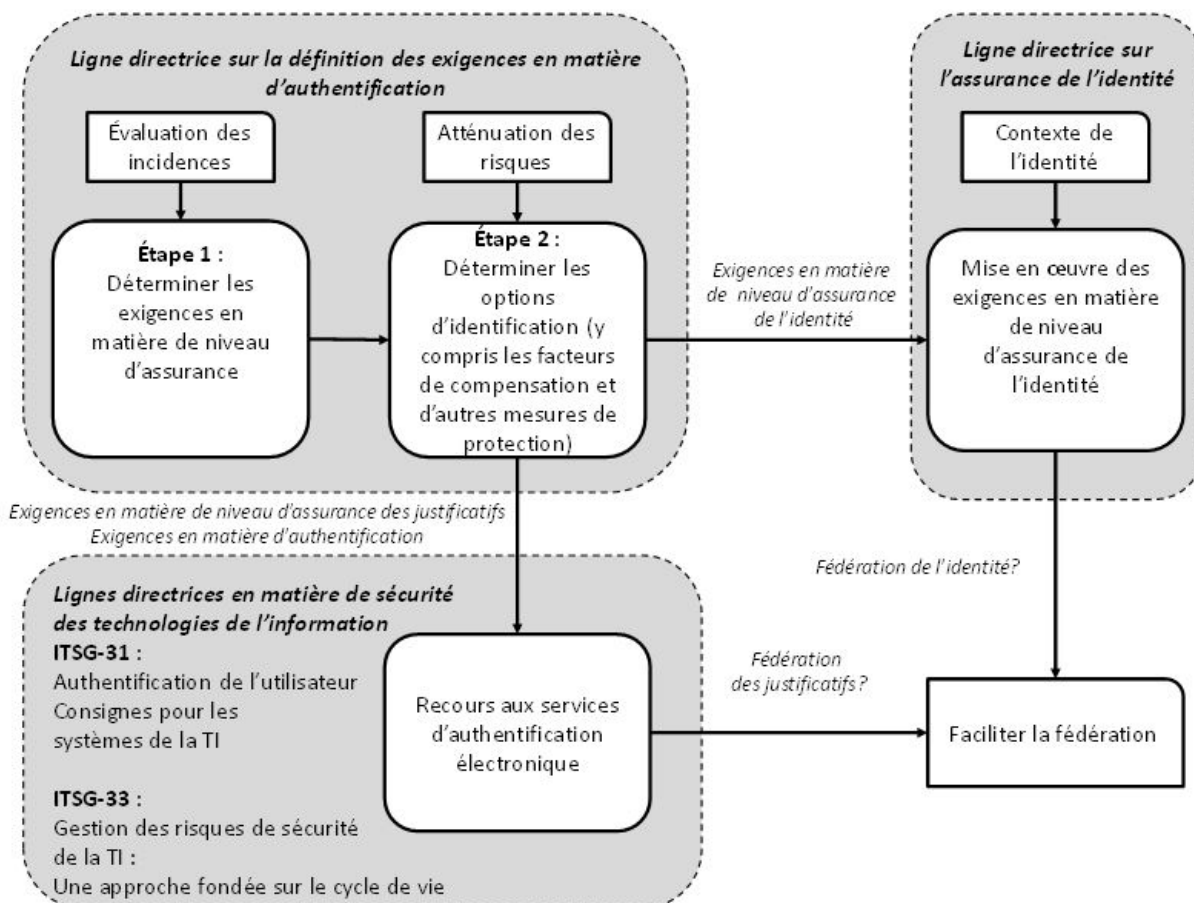 Ligne directrice sur la définition des exigences en matière
d'authentification
Évaluation des
incidences
Atténuation des
risques
Étape 1 :
Déterminer les
exigences en
matière de niveau
d'assurance
Étape 2 :
Déterminer les
options
d'identification (y
compris les facteurs
de compensation et
d'autres mesures de
protection)
Exigences en matière
de niveau d'assurance
de l'identité
Ligne directrice sur
l'assurance de l'identité
Contexte de
l'identité
Mise en œuvre des
exigences en matière
de niveau
d'assurance de
l'identité
Exigences en matière de niveau d'assurance des justificatifs
Exigences en matière d'authentification
Lignes directrices en matière de sécurité
des technologies de l'information
ITSG-31 :
Authentification de l'utilisateur
Consignes pour les
systèmes de la TI
ITSG-33 :
Gestion des risques de sécurité
de la TI :
Une approche fondée sur le cycle de vie
Recours aux services
d'authentification
électronique
Fédération de l'identité?
Fédération
des justificatifs?
Faciliter la fédération